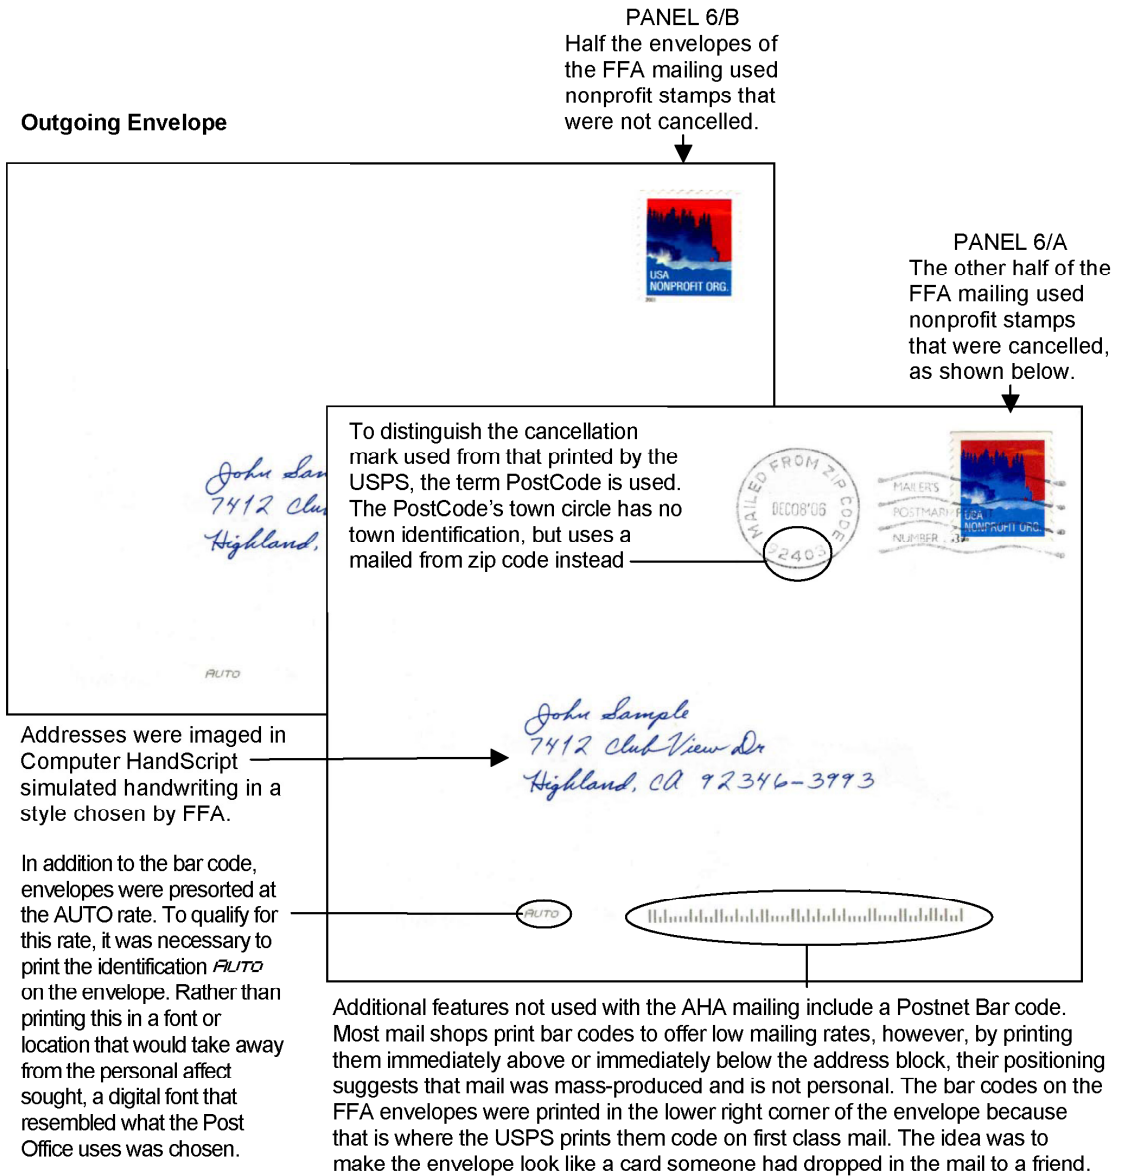 PANEL 6/B
Half the envelopes of
the FFA mailing used
nonprofit stamps that
were not cancelled.
Outgoing Envelope
USA
NONPROFIT ORG.
PANEL 6/A
The other half of the
FFA mailing used
nonprofit stamps
that were cancelled,
as shown below.
John Sam
7412 Clu
Highland,
AUTO
To distinguish the cancellation
mark used from that printed by the
USPS, the term PostCode is used.
The PostCode's town circle has no
town identification, but uses a
mailed from zip code instead
MAILED FROM ZIP CODE
DEC08'06
92403
MAILER'S
POSTMARK
NUMBER
USA
NONPROFIT ORG.
John Sample
7412 Club View Dr
Highland, CA 92346-3993
AUTO
Addresses were imaged in
Computer HandScript
simulated handwriting in a
style chosen by FFA.
In addition to the bar code,
envelopes were presorted at
the AUTO rate. To qualify for
this rate, it was necessary to
print the identification AUTO
on the envelope. Rather than
printing this in a font or
location that would take away
from the personal affect
sought, a digital font that
resembled what the Post
Office uses was chosen.
Additional features not used with the AHA mailing include a Postnet Bar code.
Most mail shops print bar codes to offer low mailing rates, however, by printing
them immediately above or immediately below the address block, their positioning
suggests that mail was mass-produced and is not personal. The bar codes on the
FFA envelopes were printed in the lower right corner of the envelope because
that is where the USPS prints them code on first class mail. The idea was to
make the envelope look like a card someone had dropped in the mail to a friend.